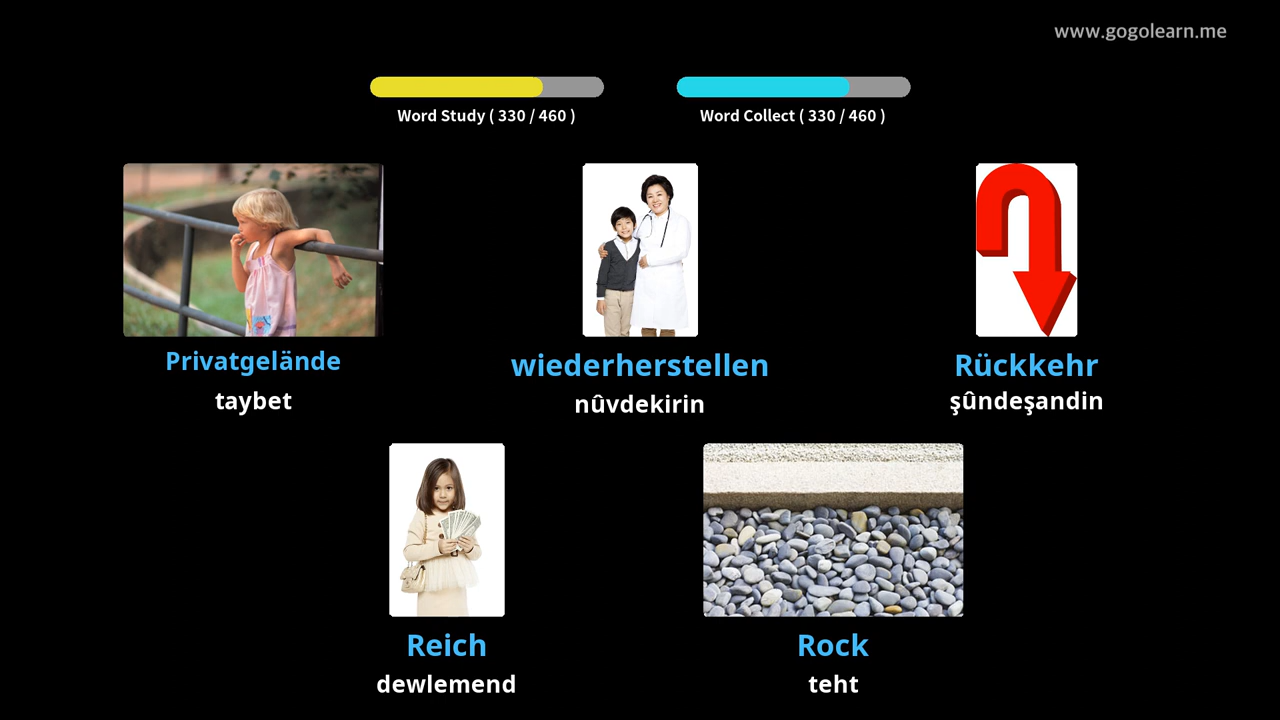 www.gogolearn.me
Word Study ( 330 / 460 )
Word Collect ( 330 / 460 )
Privatgelände
taybet
wiederherstellen
nûvdekirin
Rückkehr
şûndeşandin
Reich
dewlemend
Rock
teht